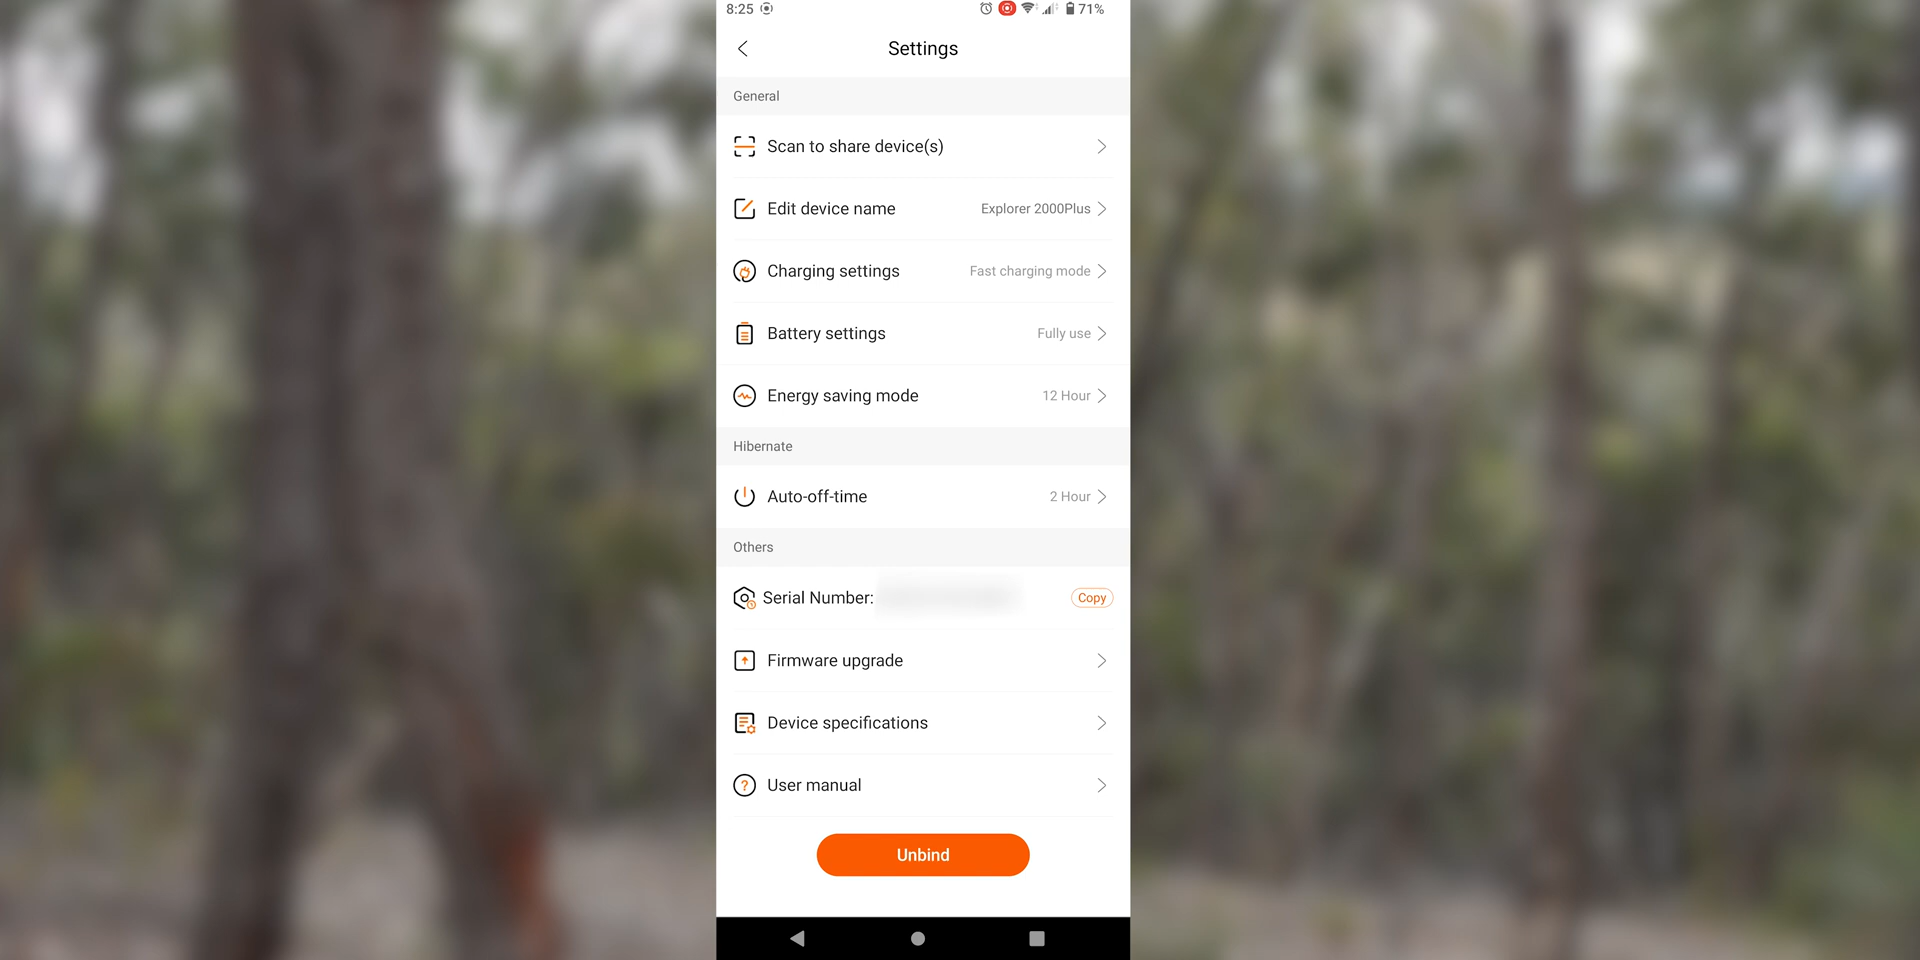 8:25 71%
Settings
General
Scan to share device(s)
Edit device name Explorer 2000Plus
Charging settings Fast charging mode
Battery settings Fully use
Energy saving mode 12 Hour
Hibernate
Auto-off-time 2 Hour
Others
Serial Number: Copy
Firmware upgrade
Device specifications
User manual
Unbind